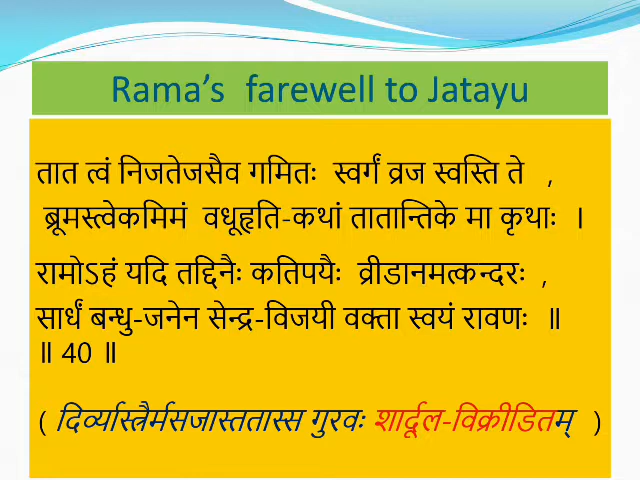 Rama’s farewell to Jatayu
तात त्वं निजतेजसैव गमितः स्वर्गं व्रज स्वस्ति ते ,
ब्रूमस्त्वेकमिमं वधूहृति-कथां तातान्तिके मा कृथाः ।
रामोऽहं यदि तद्दिनैः कतिपयैः व्रीडानमत्कन्दरः ,
सार्धं बन्धु-जनेन सेन्द्र-विजयी वक्ता स्वयं रावणः ॥
॥ 40 ॥
( दिर्व्यास्त्रैर्मसजास्ततास्स गुरवः शार्दूल-विक्रीडितम् )